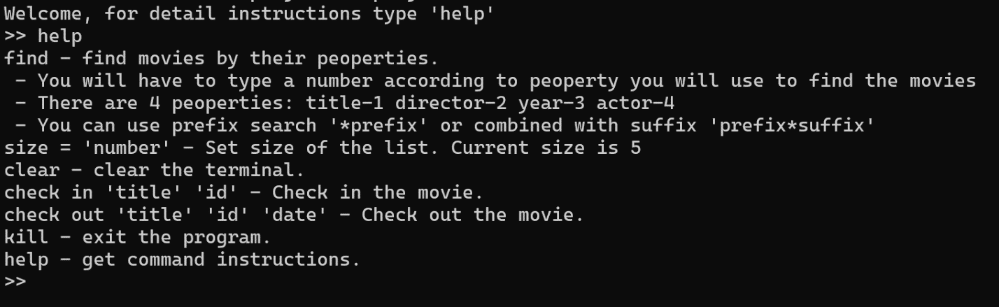 Welcome, for detail instructions type 'help'
>> help
find - find movies by their peoperties.
- You will have to type a number according to peoperty you will use to find the movies
- There are 4 peoperties: title-1 director-2 year-3 actor-4
- You can use prefix search '*prefix' or combined with suffix 'prefix*suffix'
size = 'number' - Set size of the list. Current size is 5
clear - clear the terminal.
check in 'title' 'id' - Check in the movie.
check out 'title' 'id' 'date' - Check out the movie.
kill - exit the program.
help - get command instructions.
>>